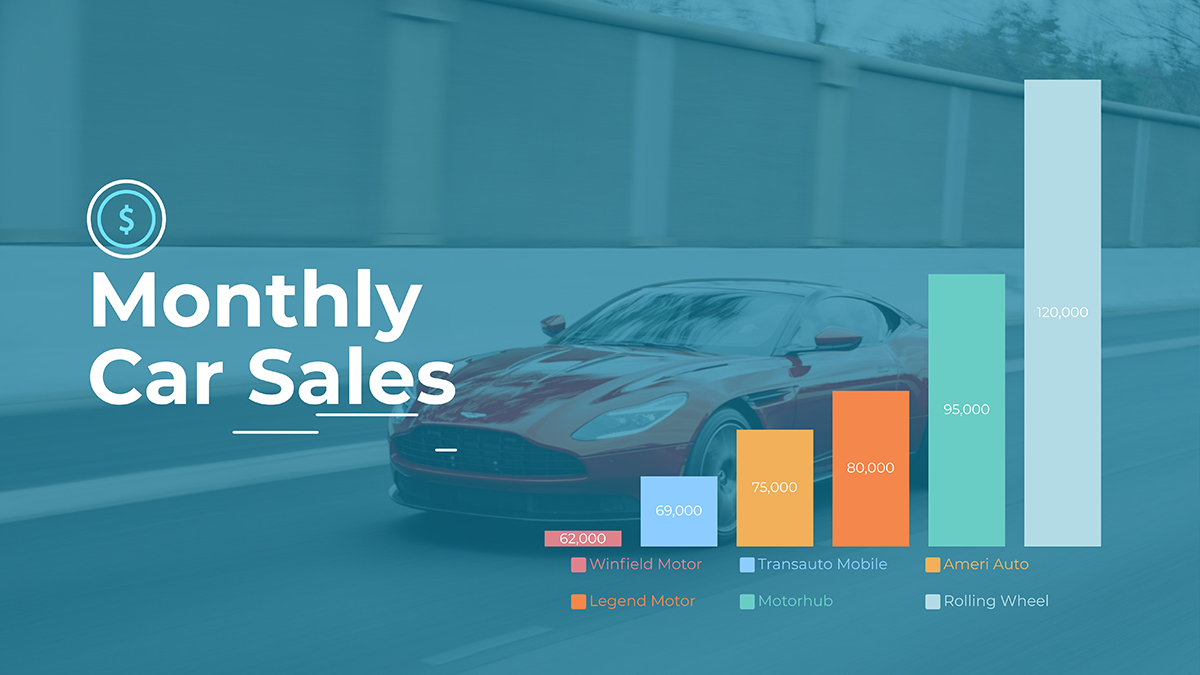 $
Monthly
Car Sales
62,000
69,000
75,000
80,000
95,000
120,000
Winfield Motor
Transauto Mobile
Ameri Auto
Legend Motor
Motorhub
Rolling Wheel